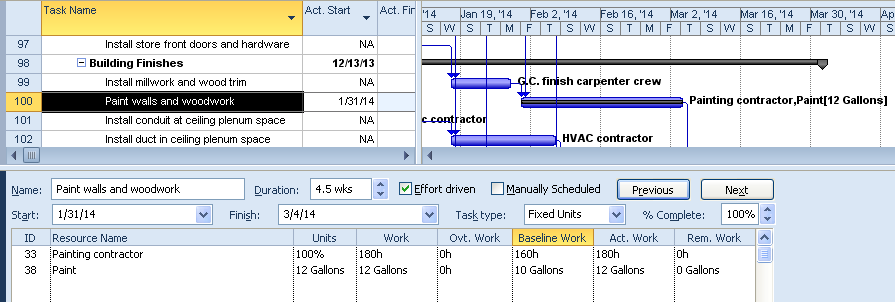 Task Name Act. Start Act. Fin '14 Jan 19, '14 Feb 2, '14 Feb 16, '14 Mar 2, '14 Mar 16, '14 Mar 30, '14 Ap
S W S T M F T S W S T M F T S W S
97 Install store front doors and hardware NA
98 Building Finishes 12/13/13
99 Install millwork and wood trim NA G.C. finish carpenter crew
100 Paint walls and woodwork 1/31/14 Painting contractor,Paint[12 Gallons]
101 Install conduit at ceiling plenum space NA c contractor
102 Install duct in ceiling plenum space NA HVAC contractor
Name: Paint walls and woodwork Duration: 4.5 wks Effort driven Manually Scheduled Previous Next
Start: 1/31/14 Finish: 3/4/14 Task type: Fixed Units % Complete: 100%
ID Resource Name Units Work Ovt. Work Baseline Work Act. Work Rem. Work
33 Painting contractor 100% 180h 0h 160h 180h 0h
38 Paint 12 Gallons 12 Gallons 0h 10 Gallons 12 Gallons 0 Gallons